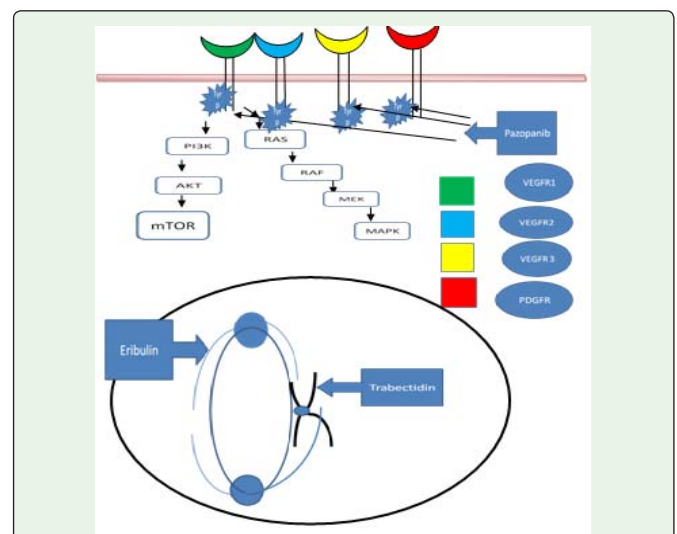 Pazopanib
PI3K
RAS
AKT
RAF
mTOR
MEK
MAPK
VEGFR1
VEGFR2
VEGFR3
PDGFR
Eribulin
Trabectidin